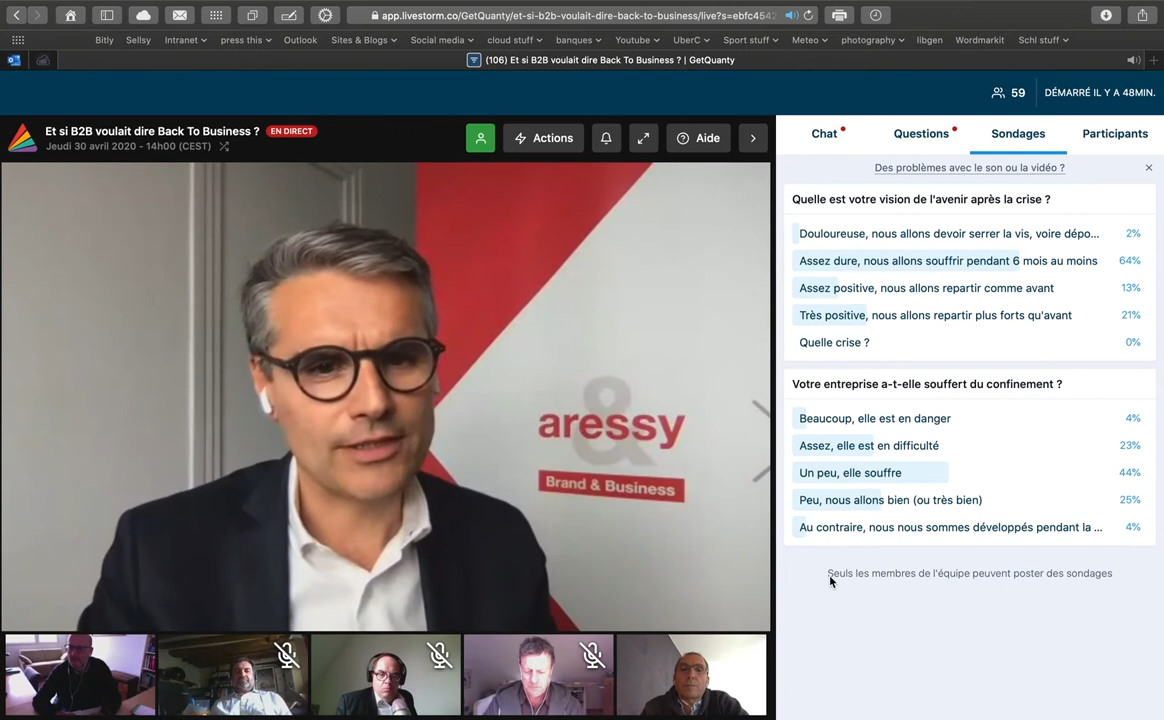 app.livestorm.co/GetQuanty/et-si-b2b-voulait-dire-back-to-business/live?s=ebfc4542
Bitly Sellsy Intranet press this Outlook Sites & Blogs Social media cloud stuff banques Youtube UberC Sport stuff Meteo photography libgen Wordmarkit Schl stuff
(106) Et si B2B voulait dire Back To Business ? | GetQuanty
59 DÉMARRÉ IL Y A 48MIN.
Et si B2B voulait dire Back To Business ? EN DIRECT
Jeudi 30 avril 2020 - 14h00 (CEST)
Actions
Aide
Chat Questions Sondages Participants
Des problèmes avec le son ou la vidéo ?
Quelle est votre vision de l'avenir après la crise ?
Douloureuse, nous allons devoir serrer la vis, voire dépo... 2%
Assez dure, nous allons souffrir pendant 6 mois au moins 64%
Assez positive, nous allons repartir comme avant 13%
Très positive, nous allons repartir plus forts qu'avant 21%
Quelle crise ? 0%
Votre entreprise a-t-elle souffert du confinement ?
Beaucoup, elle est en danger 4%
Assez, elle est en difficulté 23%
Un peu, elle souffre 44%
Peu, nous allons bien (ou très bien) 25%
Au contraire, nous nous sommes développés pendant la ... 4%
Seuls les membres de l'équipe peuvent poster des sondages
&
aressy
Brand & Business